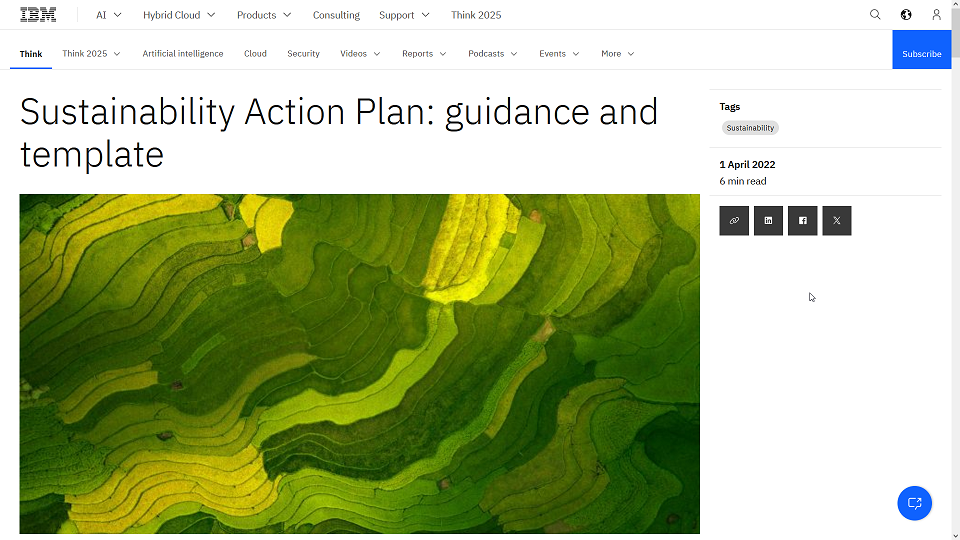 IBM AI Hybrid Cloud Products Consulting Support Think 2025
Think Think 2025 Artificial intelligence Cloud Security Videos Reports Podcasts Events More Subscribe
Sustainability Action Plan: guidance and
template
Tags
Sustainability
1 April 2022
6 min read